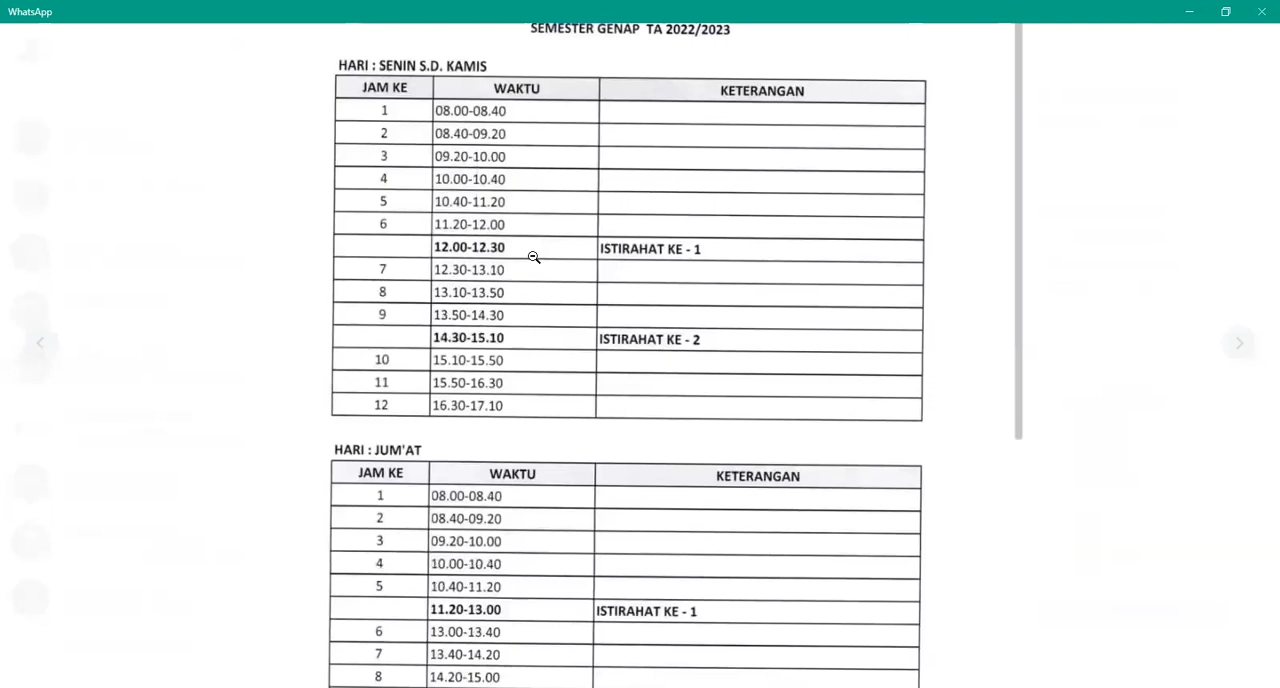 WhatsApp
SEMESTER GENAP TA 2022/2023
HARI : SENIN S.D. KAMIS
JAM KE WAKTU KETERANGAN
1 08.00-08.40
2 08.40-09.20
3 09.20-10.00
4 10.00-10.40
5 10.40-11.20
6 11.20-12.00
12.00-12.30 ISTIRAHAT KE - 1
7 12.30-13.10
8 13.10-13.50
9 13.50-14.30
14.30-15.10 ISTIRAHAT KE - 2
10 15.10-15.50
11 15.50-16.30
12 16.30-17.10
HARI : JUM'AT
JAM KE WAKTU KETERANGAN
1 08.00-08.40
2 08.40-09.20
3 09.20-10.00
4 10.00-10.40
5 10.40-11.20
11.20-13.00 ISTIRAHAT KE - 1
6 13.00-13.40
7 13.40-14.20
8 14.20-15.00